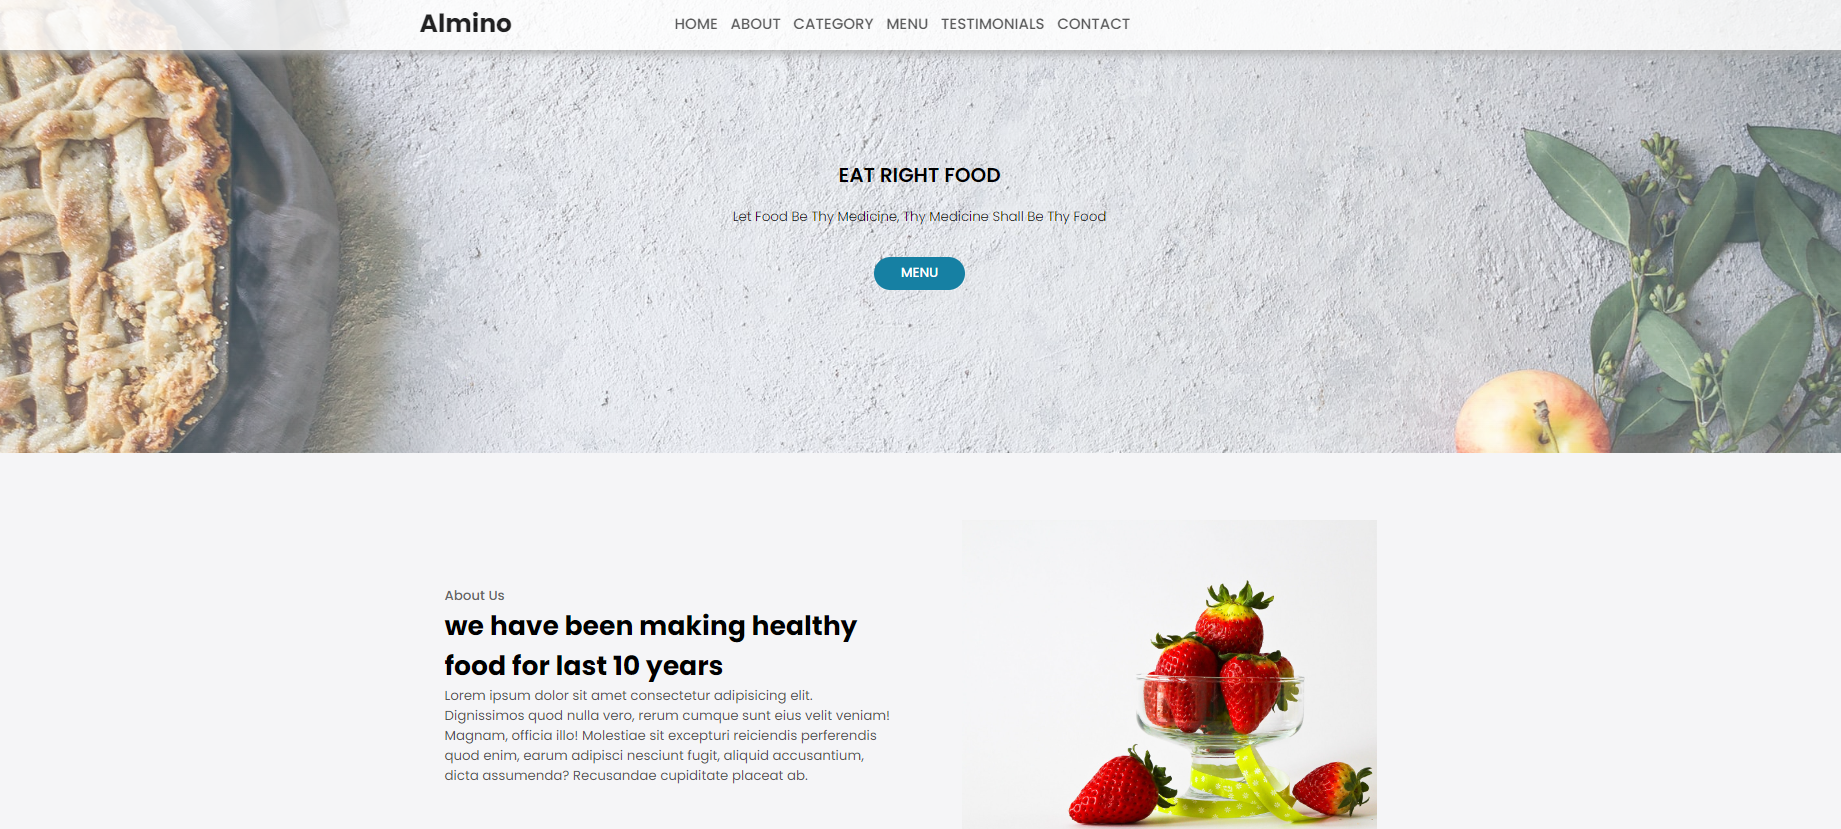 Almino
HOME ABOUT CATEGORY MENU TESTIMONIALS CONTACT
EAT RIGHT FOOD
Let Food Be Thy Medicine, Thy Medicine Shall Be Thy Food
MENU
About Us
we have been making healthy
food for last 10 years
Lorem ipsum dolor sit amet consectetur adipisicing elit.
Dignissimos quod nulla vero, rerum cumque sunt eius velit veniam!
Magnam, officia illo! Molestiae sit excepturi reiciendis perferendis
quod enim, earum adipisci nesciunt fugit, aliquid accusantium,
dicta assumenda? Recusandae cupiditate placeat ab.